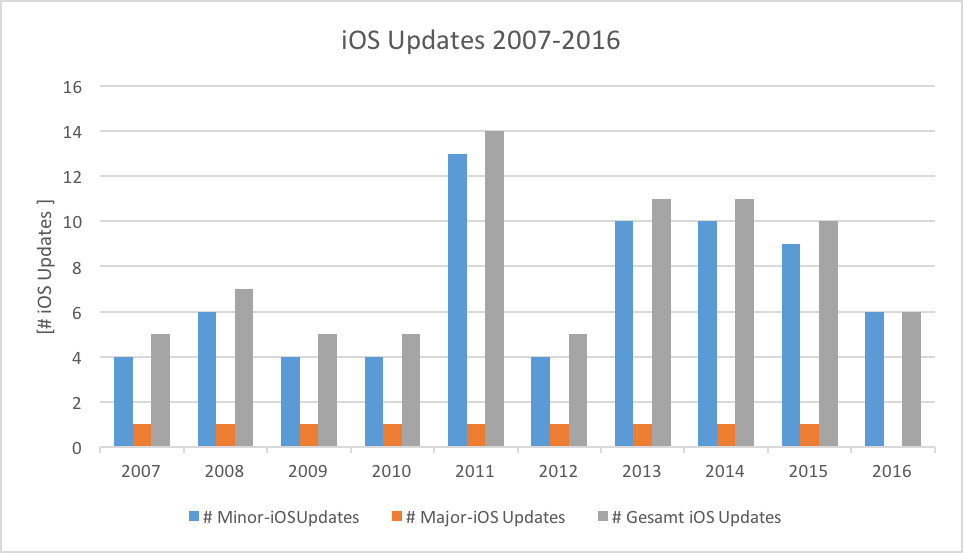 iOS Updates 2007-2016
[# iOS Updates ]
16
14
12
10
8
6
4
2
0
2007 2008 2009 2010 2011 2012 2013 2014 2015 2016
# Minor-iOSUpdates # Major-iOS Updates # Gesamt iOS Updates